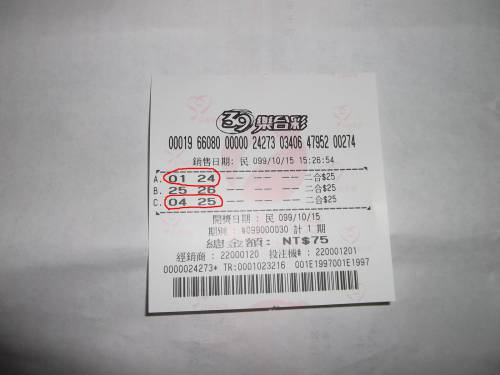 39樂合彩
00019 66080 00000 24273 03406 47952 00274
銷售日期: 民 099/10/15 15:26:54
A. 01 24 -- -- -- 二合$25
B. 25 26 -- -- -- 二合$25
C. 04 25 -- -- -- 二合$25
開獎日期: 民 099/10/15
期別: #099000030 計 1 期
總金額: NT$75
經銷商: 22000120 投注機#: 220001201
0000024273* TR:0001023216 001E1997001E1997